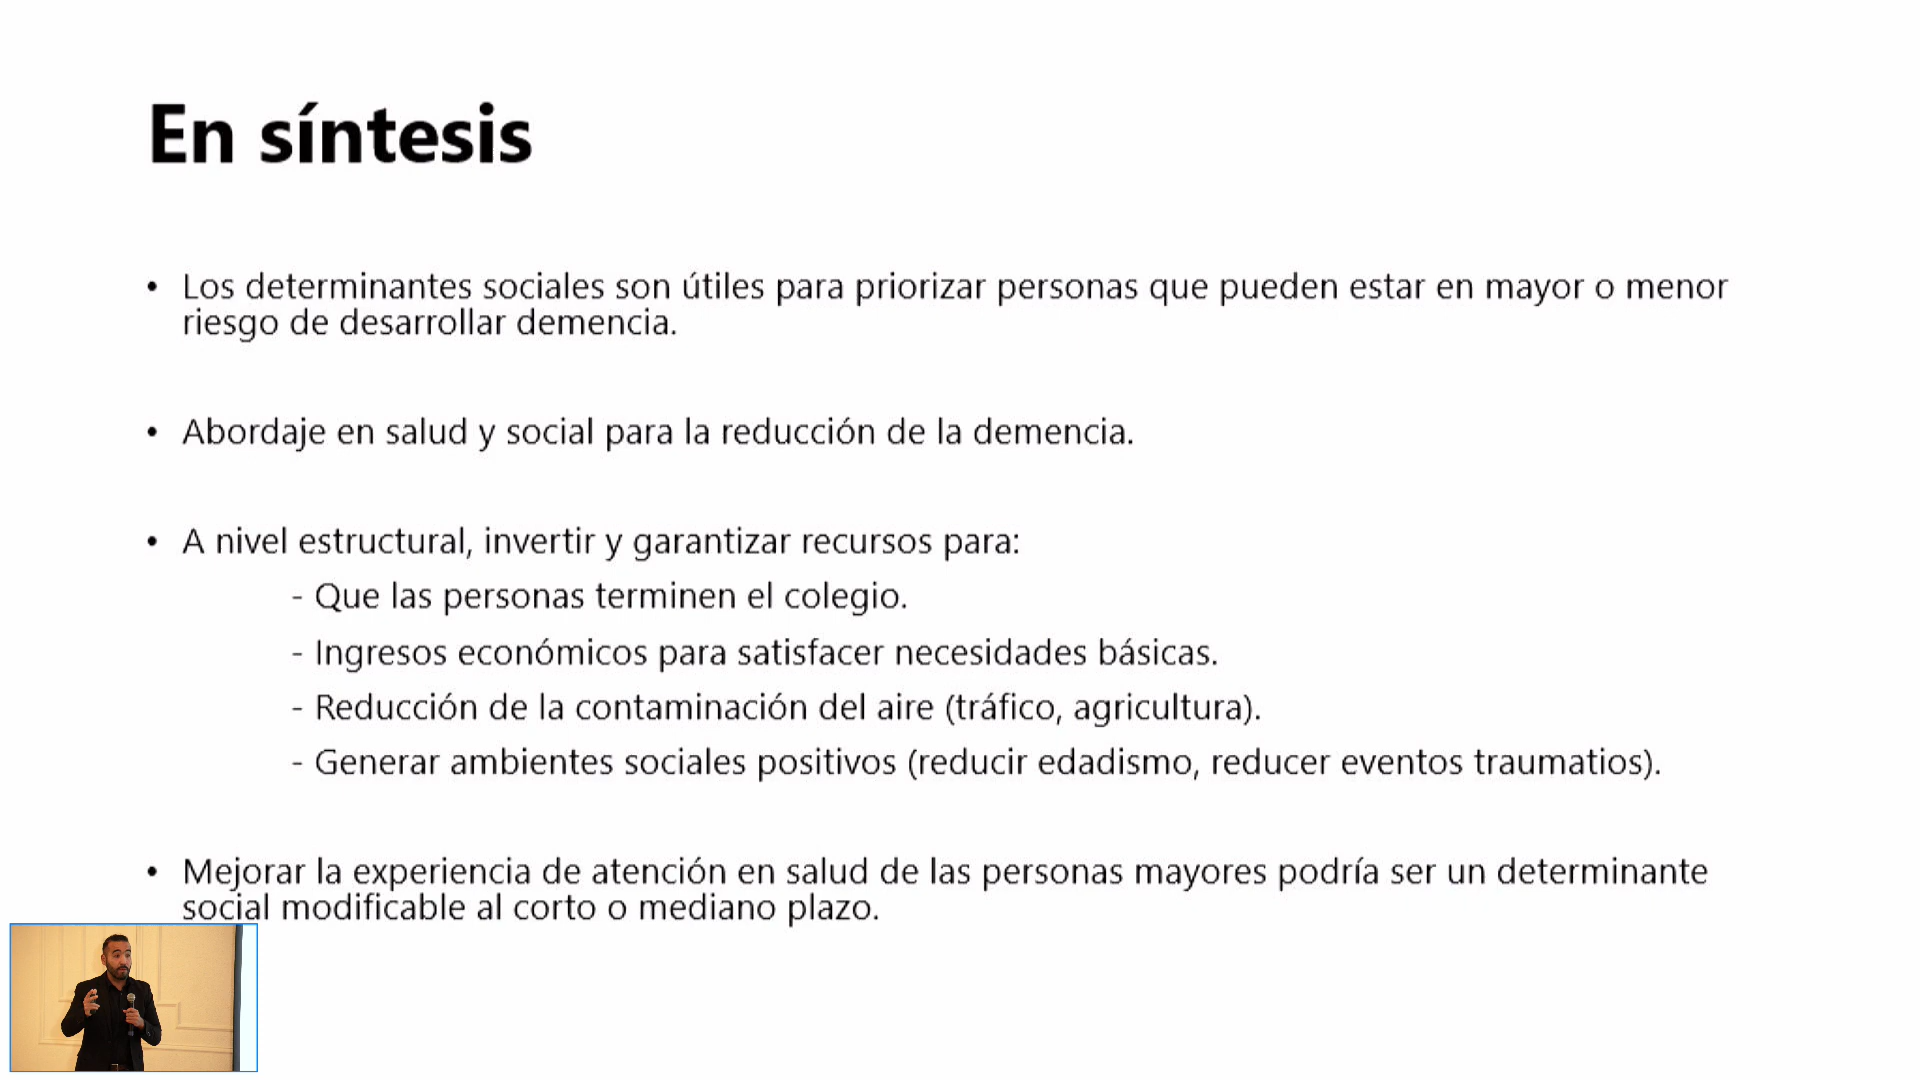 En síntesis
• Los determinantes sociales son útiles para priorizar personas que pueden estar en mayor o menor
riesgo de desarrollar demencia.
• Abordaje en salud y social para la reducción de la demencia.
• A nivel estructural, invertir y garantizar recursos para:
- Que las personas terminen el colegio.
- Ingresos económicos para satisfacer necesidades básicas.
- Reducción de la contaminación del aire (tráfico, agricultura).
- Generar ambientes sociales positivos (reducir edadismo, reducer eventos traumatios).
• Mejorar la experiencia de atención en salud de las personas mayores podría ser un determinante
social modificable al corto o mediano plazo.